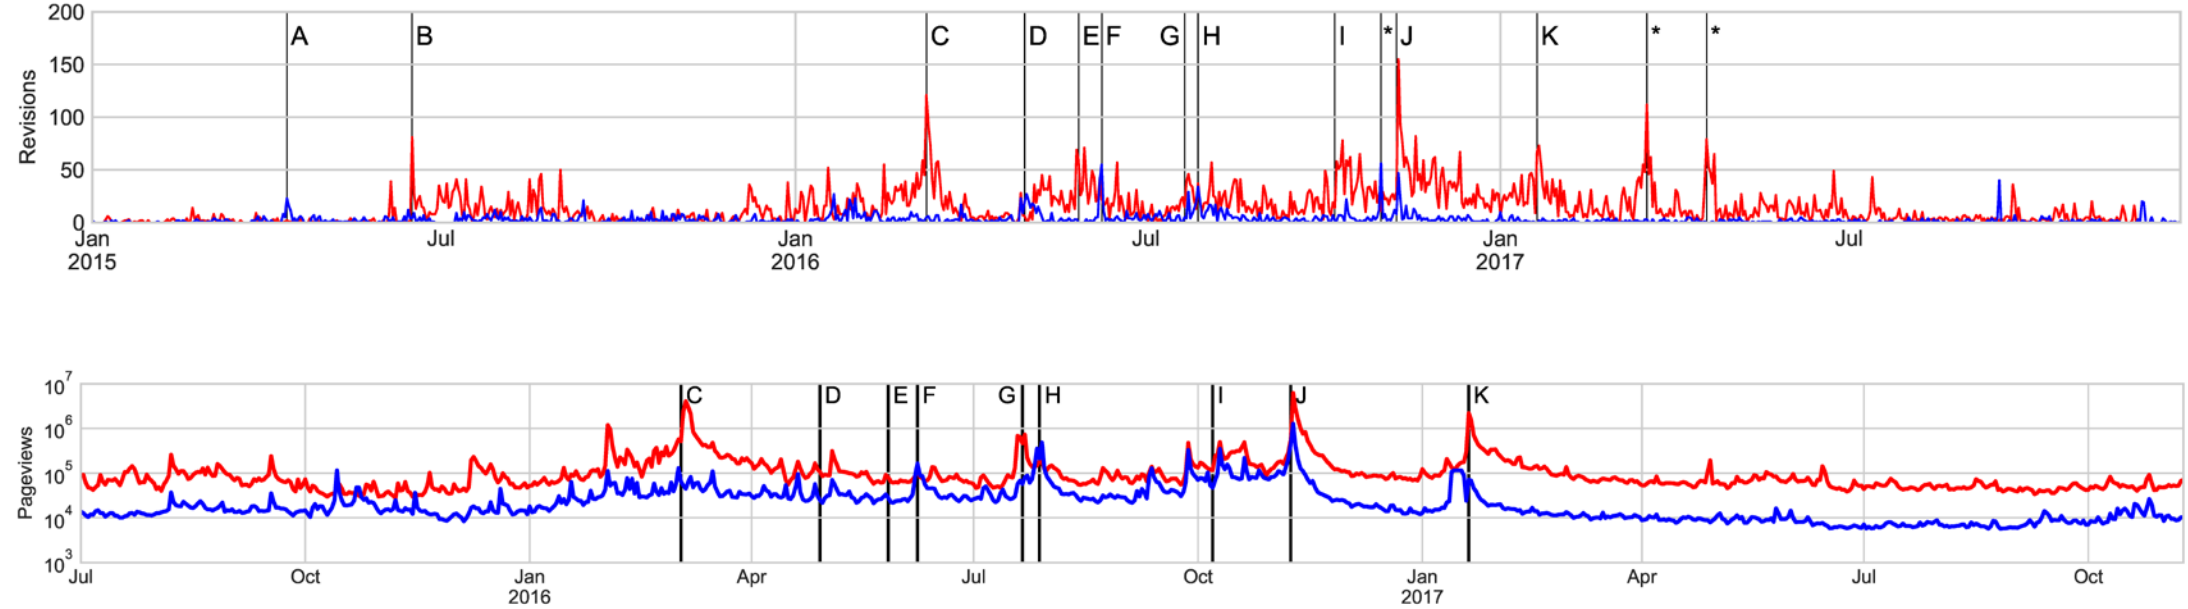 200
A B C D E F G H I * J K * *
150
100
50
0
Revisions
Jan Jul Jan Jul Jan Jul
2015 2016 2017
10^7
C D E F G H I J K
10^6
10^5
10^4
10^3
Pageviews
Jul Oct Jan Apr Jul Oct Jan Apr Jul Oct
2016 2017